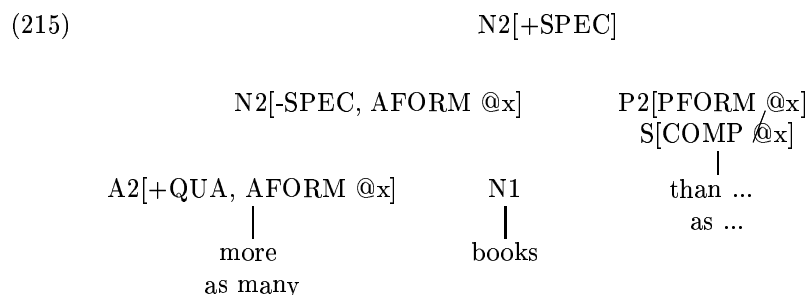 (215) N2[+SPEC]
N2[-SPEC, AFORM @x] P2[PFORM @x]/
S[COMP @x]
A2[+QUA, AFORM @x] N1 than ...
as ...
more books
as many